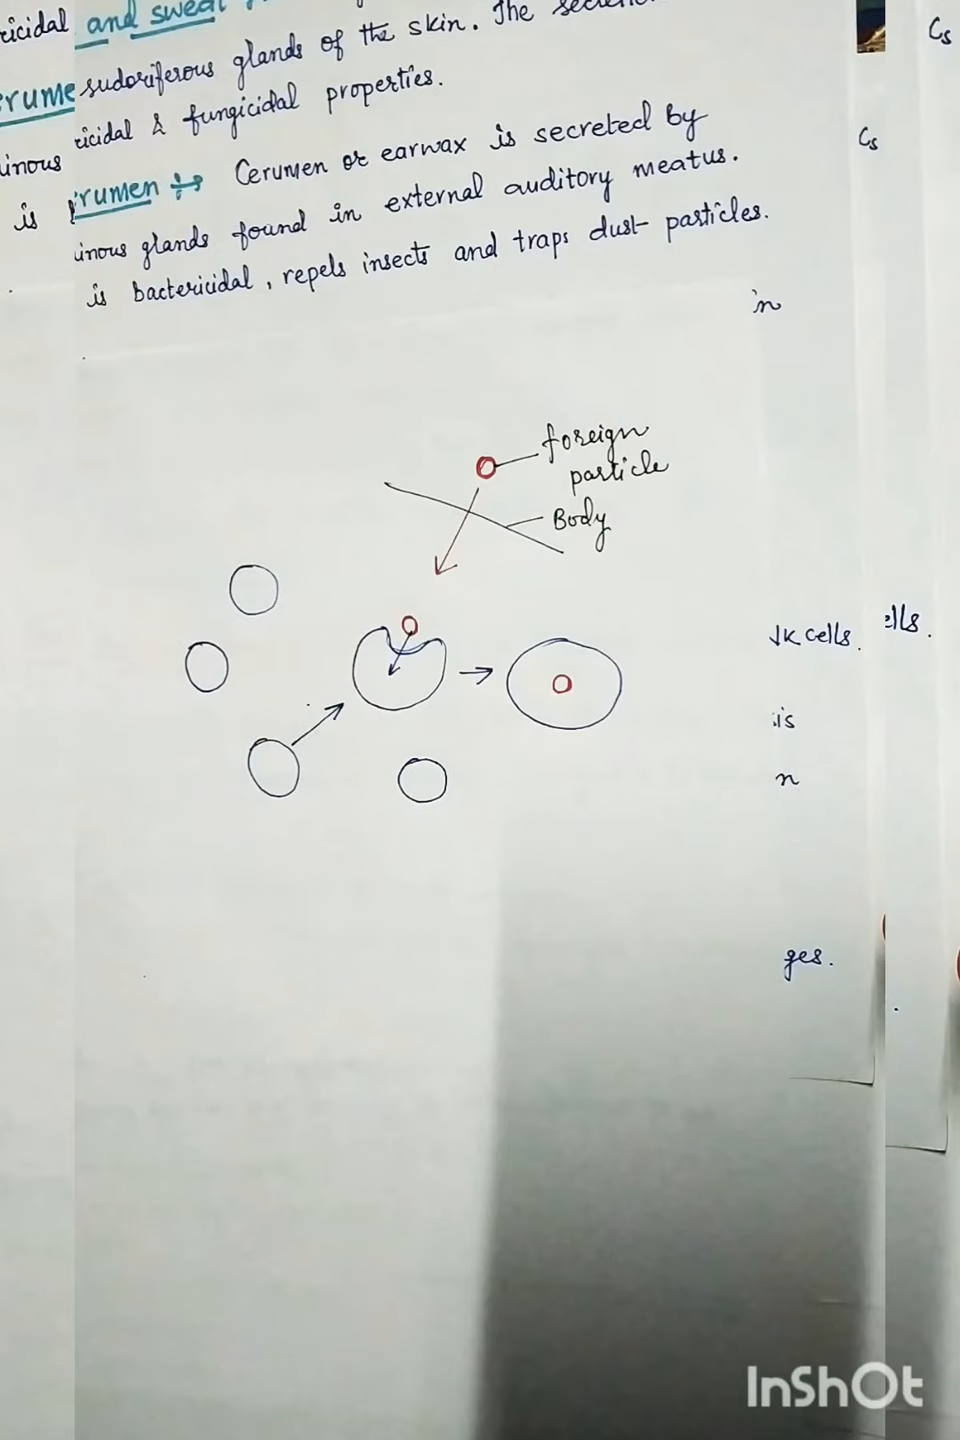 ricidal and sweat
sudoriferous glands of the skin. The
ricidal & fungicidal properties.
rumen Cerumen or earwax is secreted by
inous glands found in external auditory meatus.
is bactericidal, repels insects and traps dust particles.
rume
inous
is
Cs
Cs
in
foreign
particle
Body
NK cells.
ells.
is
n
ges.
InShOt